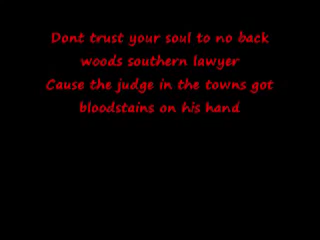 Dont trust your soul to no back
woods southern lawyer
Cause the judge in the towns got
bloodstains on his hand